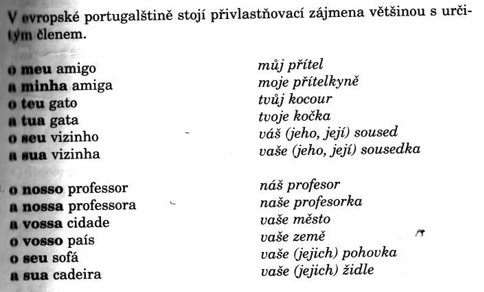 V evropské portugalštině stojí přivlastňovací zájmena většinou s urči-
tým členem.
o meu amigo můj přítel
a minha amiga moje přítelkyně
o teu gato tvůj kocour
a tua gata tvoje kočka
o seu vizinho váš (jeho, její) soused
a sua vizinha vaše (jeho, její) sousedka
o nosso professor náš profesor
a nossa professora naše profesorka
a vossa cidade vaše město
o vosso país vaše země
o seu sofá vaše (jejich) pohovka
a sua cadeira vaše (jejich) židle